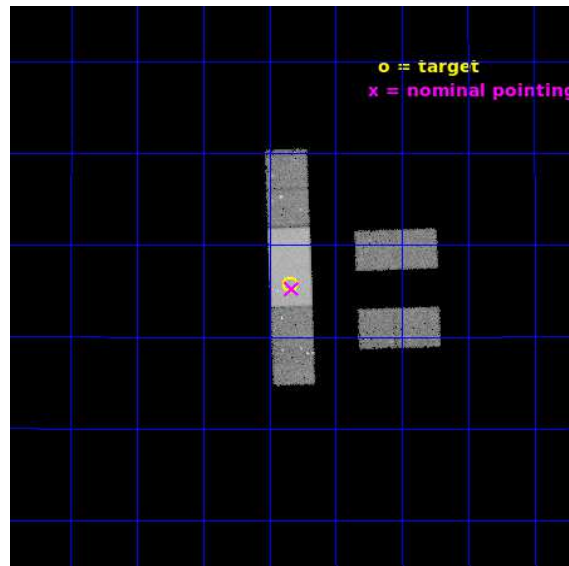 o = target
x = nominal pointing